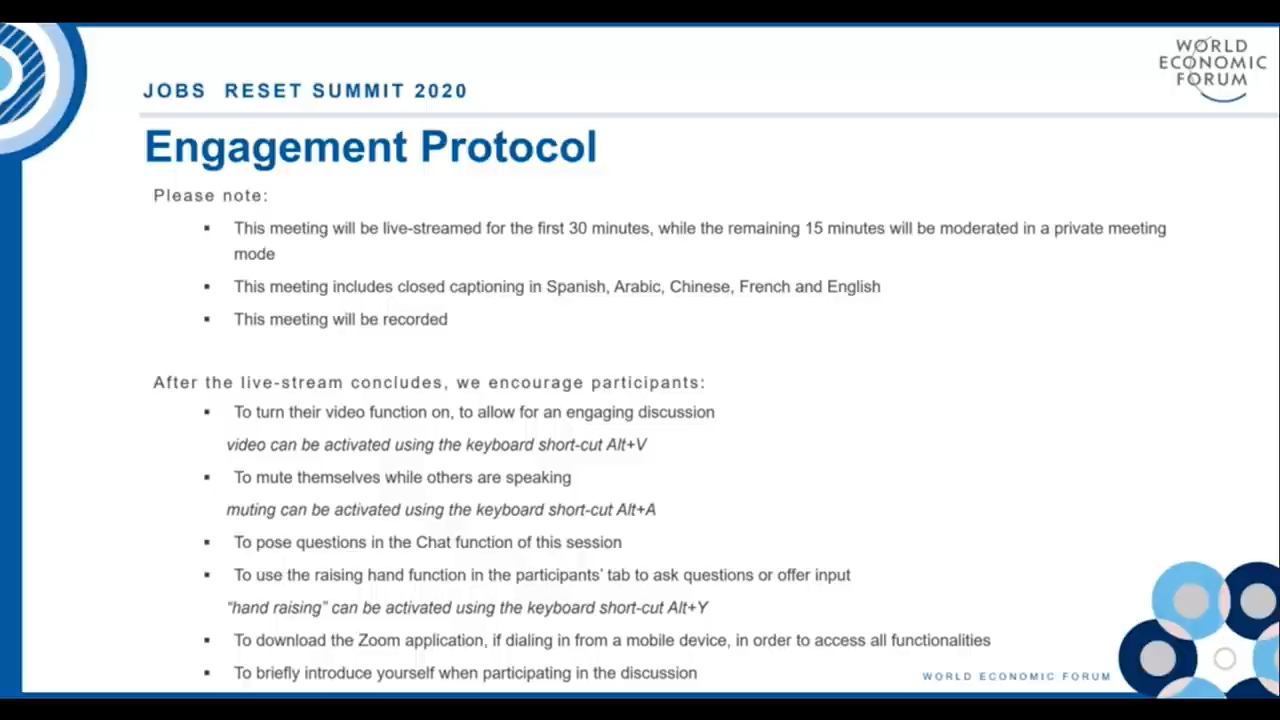 WORLD
ECONOMIC
FORUM
JOBS RESET SUMMIT 2020
Engagement Protocol
Please note:
▪ This meeting will be live-streamed for the first 30 minutes, while the remaining 15 minutes will be moderated in a private meeting
mode
▪ This meeting includes closed captioning in Spanish, Arabic, Chinese, French and English
▪ This meeting will be recorded
After the live-stream concludes, we encourage participants:
▪ To turn their video function on, to allow for an engaging discussion
video can be activated using the keyboard short-cut Alt+V
▪ To mute themselves while others are speaking
muting can be activated using the keyboard short-cut Alt+A
▪ To pose questions in the Chat function of this session
▪ To use the raising hand function in the participants’ tab to ask questions or offer input
“hand raising” can be activated using the keyboard short-cut Alt+Y
▪ To download the Zoom application, if dialing in from a mobile device, in order to access all functionalities
▪ To briefly introduce yourself when participating in the discussion
WORLD ECONOMIC FORUM